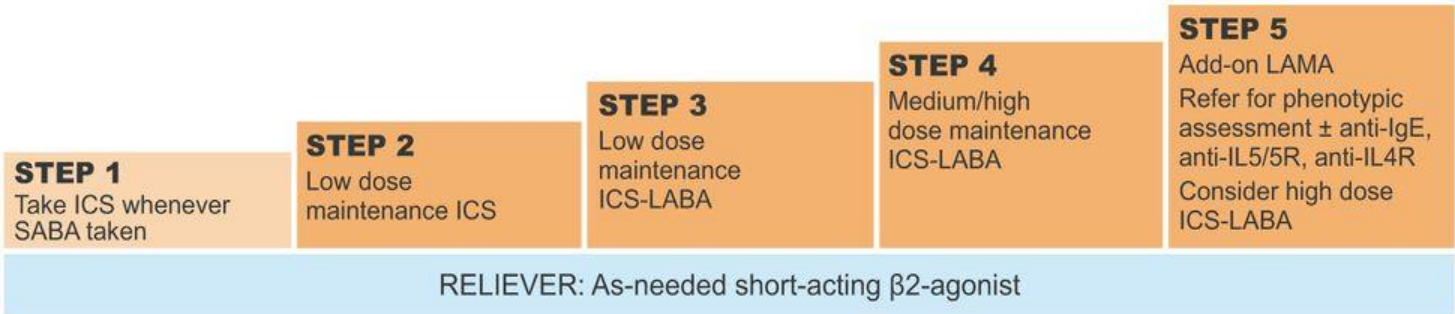 STEP 1
Take ICS whenever
SABA taken
STEP 2
Low dose
maintenance ICS
STEP 3
Low dose
maintenance
ICS-LABA
STEP 4
Medium/high
dose maintenance
ICS-LABA
STEP 5
Add-on LAMA
Refer for phenotypic
assessment ± anti-IgE,
anti-IL5/5R, anti-IL4R
Consider high dose
ICS-LABA
RELIEVER: As-needed short-acting β2-agonist